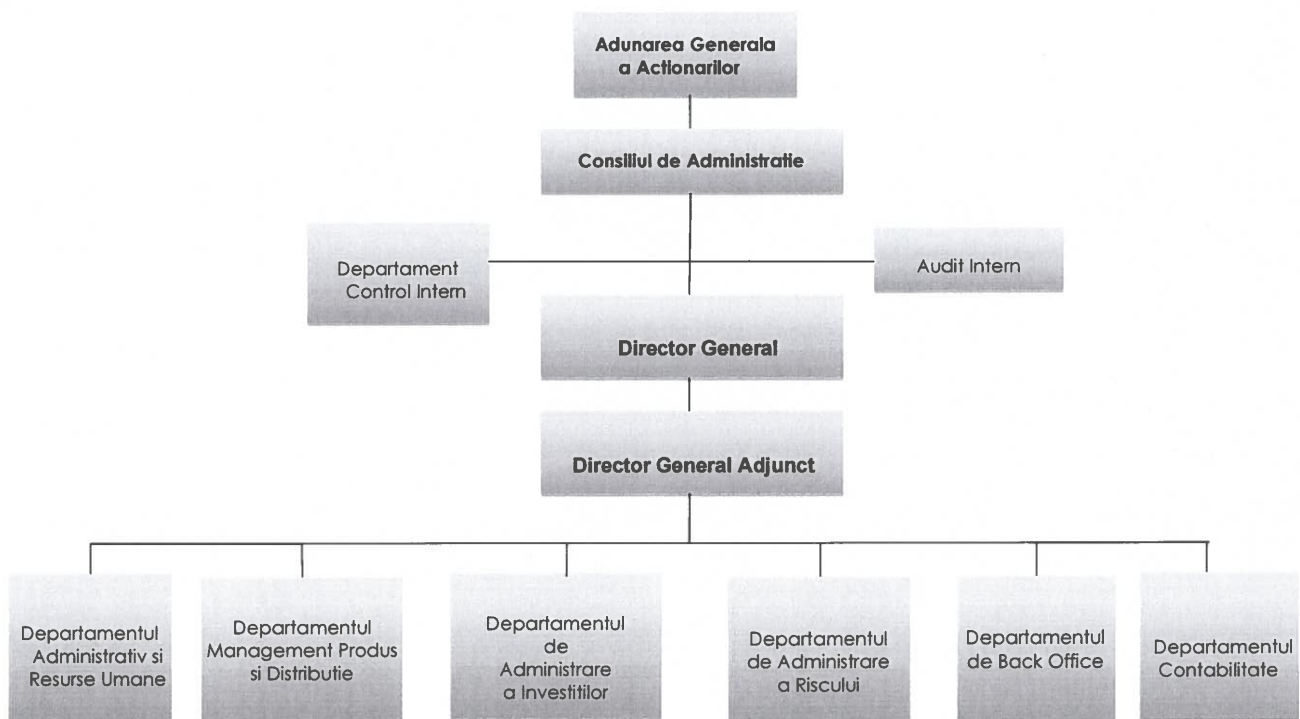 Adunarea Generala
a Actionarilor
Consiliul de Administratie
Departament
Control Intern
Audit Intern
Director General
Director General Adjunct
Departamentul
Administrativ si
Resurse Umane
Departamentul
Management Produs
si Distributie
Departamentul
de
Administrare
a Investitilor
Departamentul
de Administrare
a Riscului
Departamentul
de Back Office
Departamentul
Contabilitate